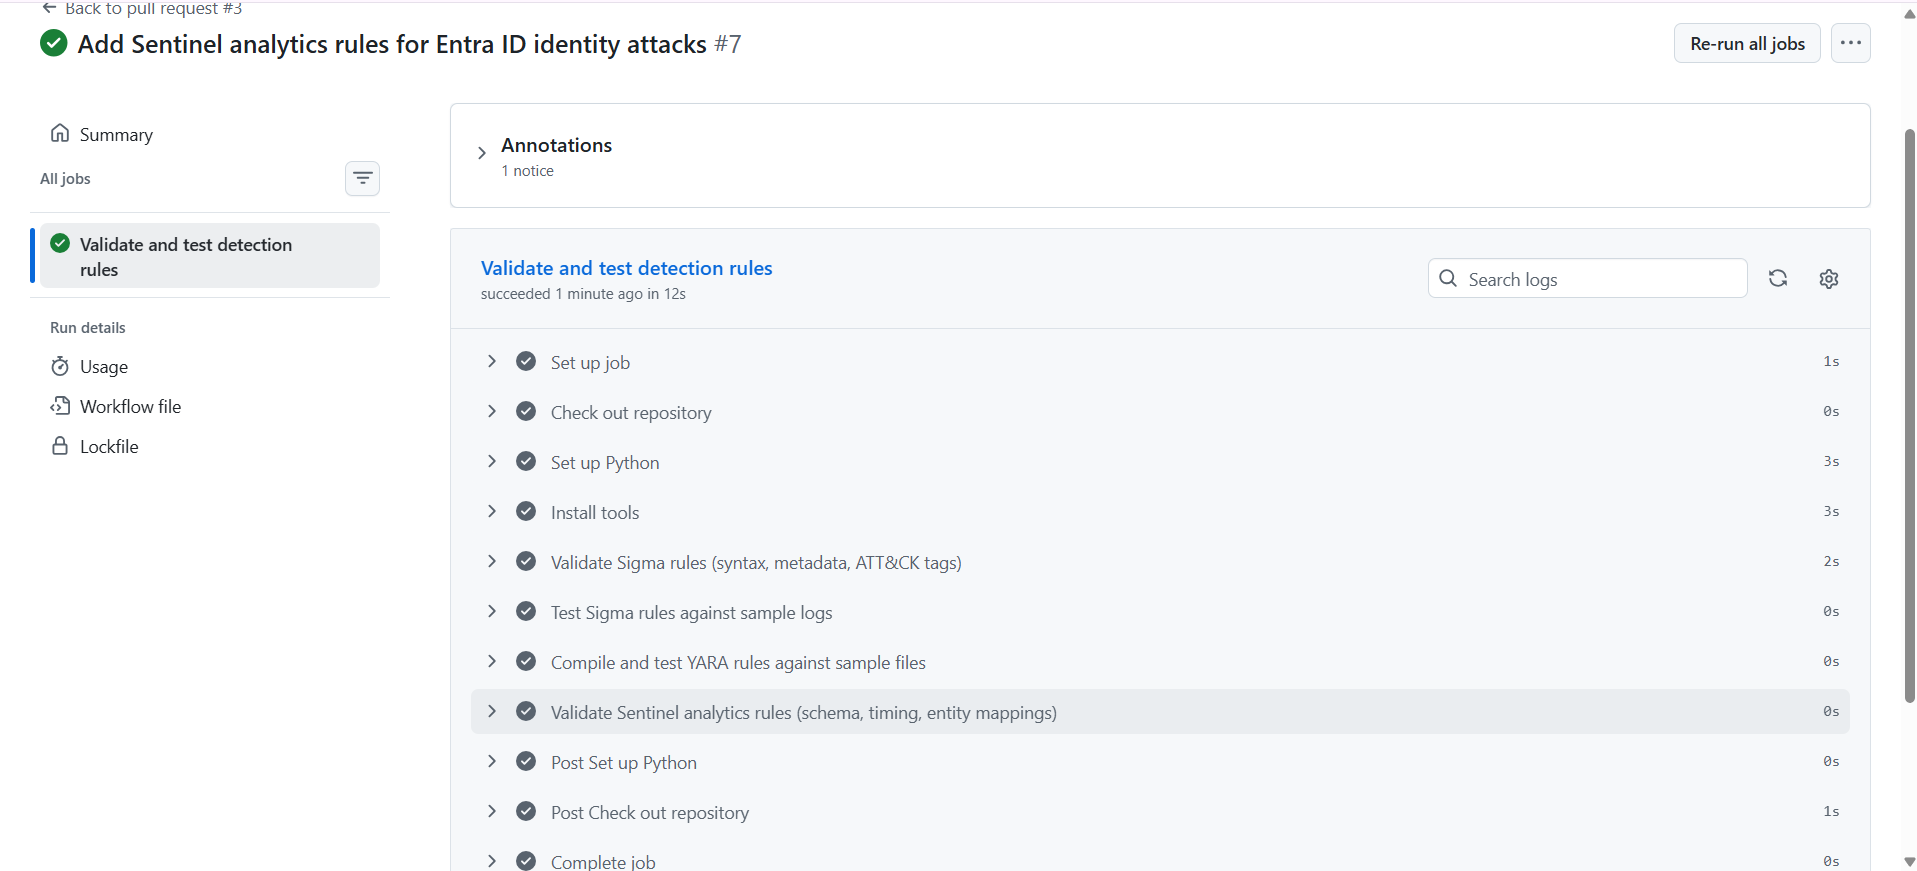 Back to pull request #3
Add Sentinel analytics rules for Entra ID identity attacks #7
Re-run all jobs
Summary
All jobs
Validate and test detection
rules
Run details
Usage
Workflow file
Lockfile
Annotations
1 notice
Validate and test detection rules
succeeded 1 minute ago in 12s
Search logs
Set up job 1s
Check out repository 0s
Set up Python 3s
Install tools 3s
Validate Sigma rules (syntax, metadata, ATT&CK tags) 2s
Test Sigma rules against sample logs 0s
Compile and test YARA rules against sample files 0s
Validate Sentinel analytics rules (schema, timing, entity mappings) 0s
Post Set up Python 0s
Post Check out repository 1s
Complete job 0s